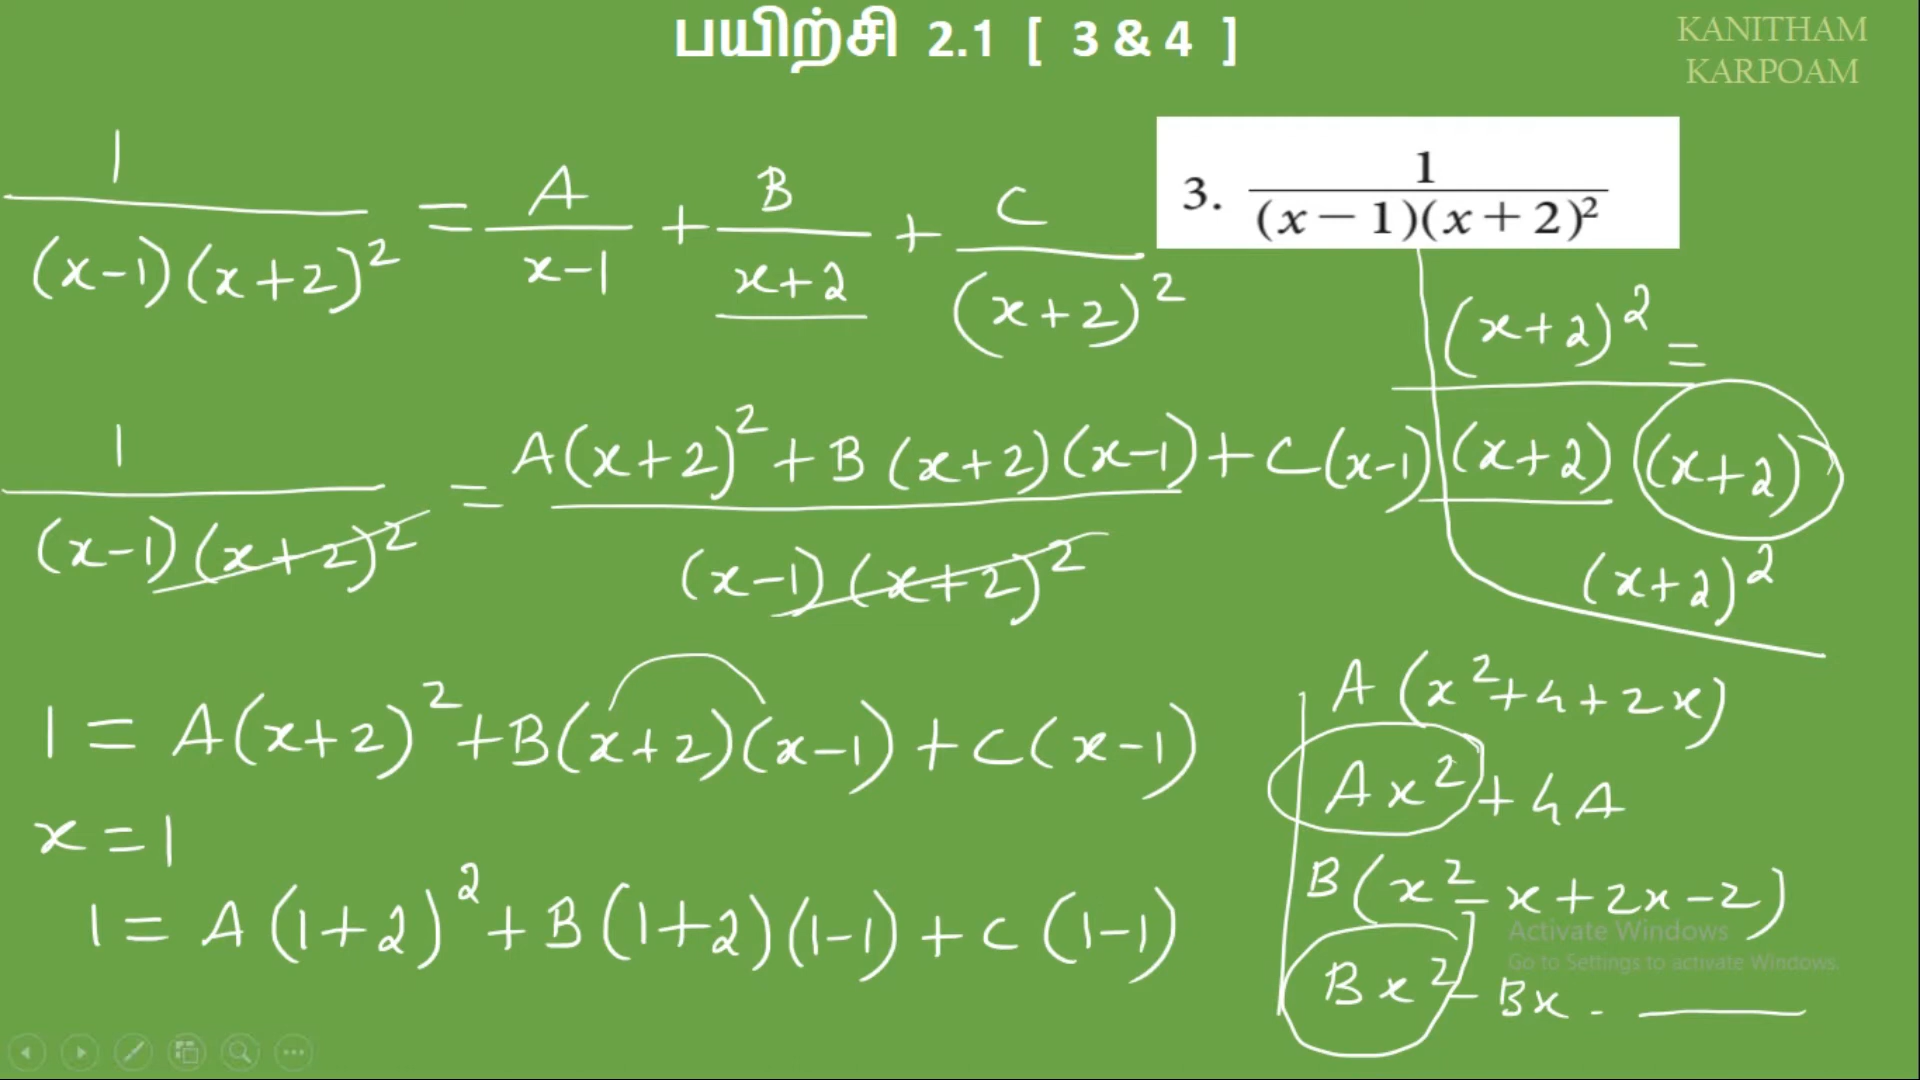 பயிற்சி 2.1 [ 3 & 4 ]
KANITHAM
KARPOAM
3. 1/((x − 1)(x + 2)²)
1/((x-1)(x+2)²) = A/(x-1) + B/(x+2) + C/(x+2)²
(x+2)² =
(x+2) (x+2)
(x+2)²
1/((x-1)(x+2)²) = (A(x+2)² + B(x+2)(x-1) + C(x-1))/((x-1)(x+2)²)
1 = A(x+2)² + B(x+2)(x-1) + C(x-1)
x = 1
1 = A(1+2)² + B(1+2)(1-1) + C(1-1)
A(x²+4+2x)
Ax² + 4A
B(x² - x + 2x - 2)
Bx² - Bx -
Activate Windows
Go to Settings to activate Windows.